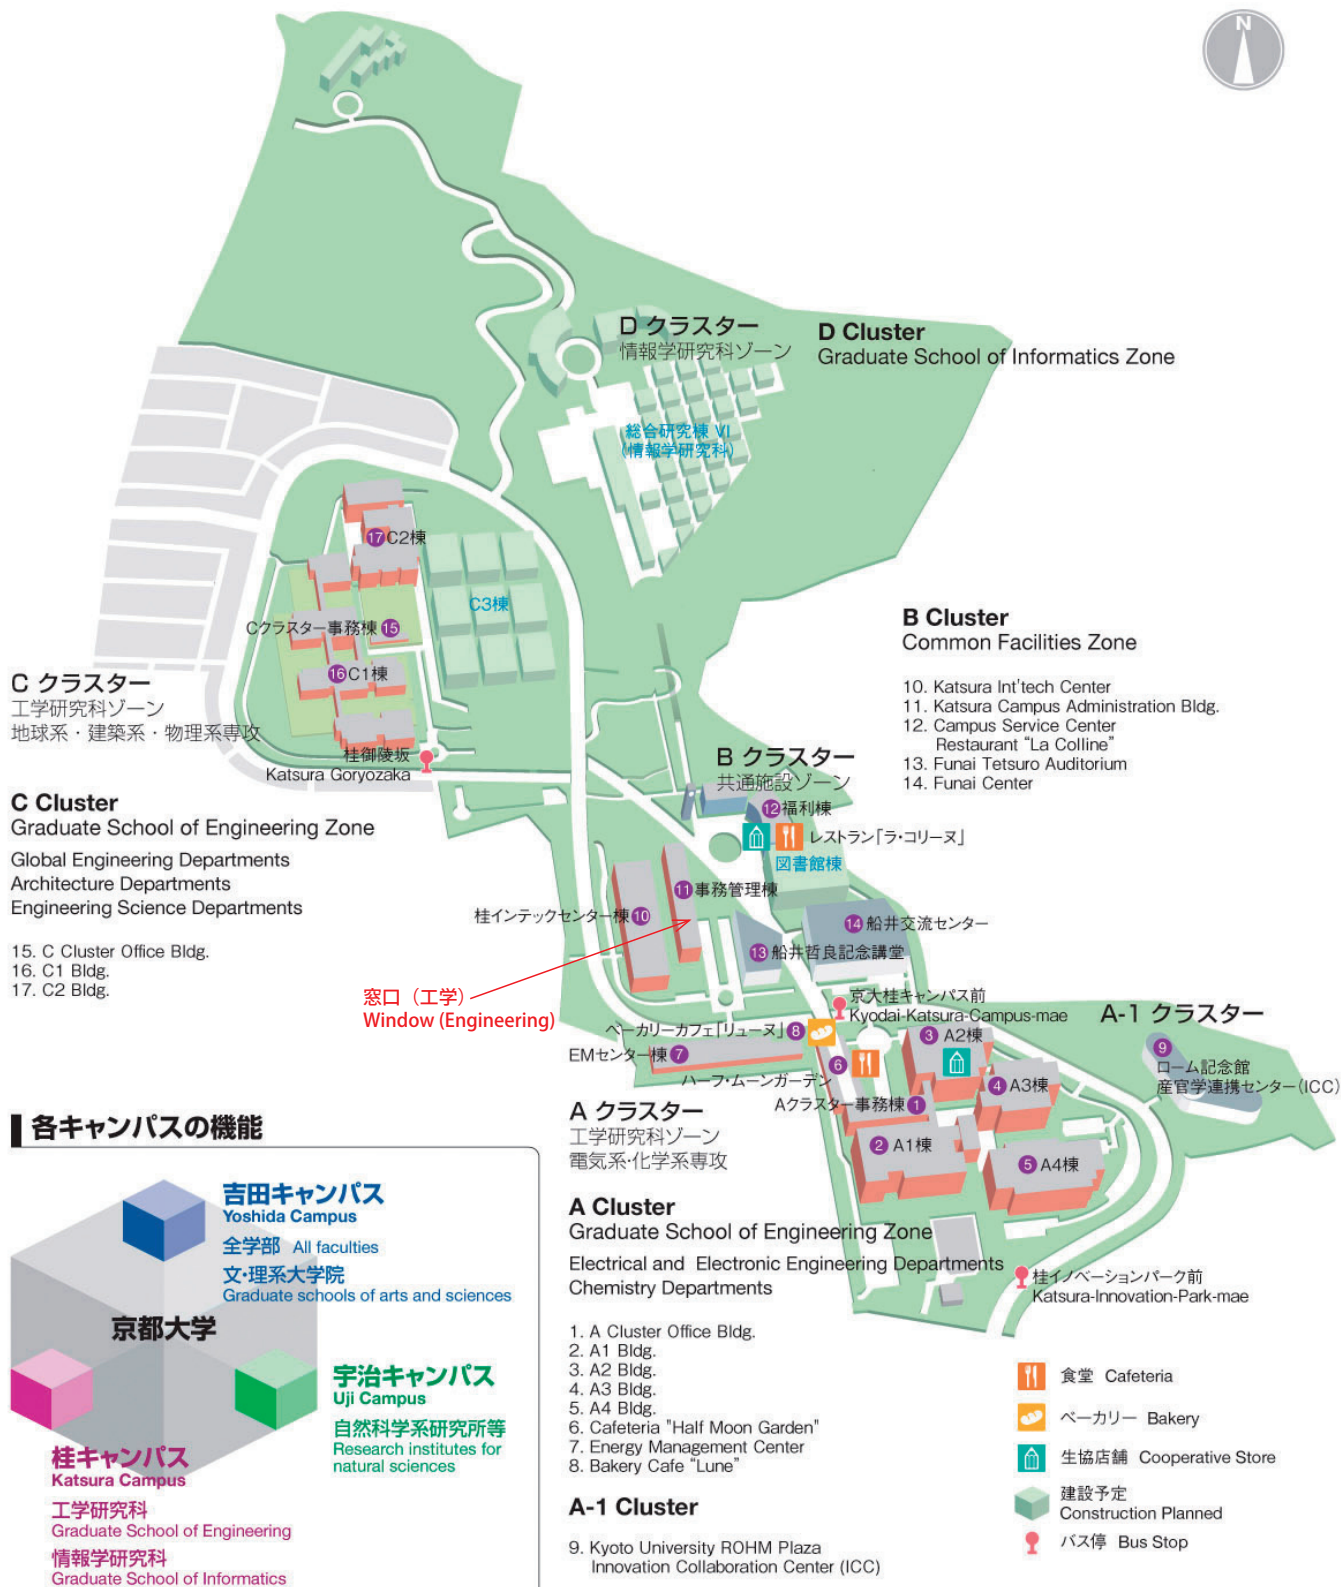 N
D クラスター
情報学研究科ゾーン
D Cluster
Graduate School of Informatics Zone
総合研究棟 VI
(情報学研究科)
17 C2棟
C3棟
Cクラスター事務棟 15
16 C1棟
C クラスター
工学研究科ゾーン
地球系・建築系・物理系専攻
桂御陵坂
Katsura Goryozaka
C Cluster
Graduate School of Engineering Zone
Global Engineering Departments
Architecture Departments
Engineering Science Departments
15. C Cluster Office Bldg.
16. C1 Bldg.
17. C2 Bldg.
B Cluster
Common Facilities Zone
10. Katsura Int'tech Center
11. Katsura Campus Administration Bldg.
12. Campus Service Center
Restaurant “La Colline”
13. Funai Tetsuro Auditorium
14. Funai Center
B クラスター
共通施設ゾーン
12 福利棟
レストラン「ラ・コリーヌ」
図書館棟
11 事務管理棟
桂インテックセンター棟 10
14 船井交流センター
13 船井哲良記念講堂
窓口（工学）
Window (Engineering)
京大桂キャンパス前
Kyodai-Katsura-Campus-mae
ベーカリーカフェ「リューヌ」 8
EMセンター棟 7
ハーフ・ムーンガーデン
6
3 A2棟
4 A3棟
Aクラスター事務棟 1
2 A1棟
5 A4棟
A-1 クラスター
9
ローム記念館
産官学連携センター(ICC)
A クラスター
工学研究科ゾーン
電気系・化学系専攻
A Cluster
Graduate School of Engineering Zone
Electrical and Electronic Engineering Departments
Chemistry Departments
桂イノベーションパーク前
Katsura-Innovation-Park-mae
1. A Cluster Office Bldg.
2. A1 Bldg.
3. A2 Bldg.
4. A3 Bldg.
5. A4 Bldg.
6. Cafeteria "Half Moon Garden"
7. Energy Management Center
8. Bakery Cafe “Lune”
A-1 Cluster
9. Kyoto University ROHM Plaza
Innovation Collaboration Center (ICC)
食堂 Cafeteria
ベーカリー Bakery
生協店舗 Cooperative Store
建設予定
Construction Planned
バス停 Bus Stop
各キャンパスの機能
吉田キャンパス
Yoshida Campus
全学部 All faculties
文・理系大学院
Graduate schools of arts and sciences
京都大学
宇治キャンパス
Uji Campus
自然科学系研究所等
Research institutes for
natural sciences
桂キャンパス
Katsura Campus
工学研究科
Graduate School of Engineering
情報学研究科
Graduate School of Informatics